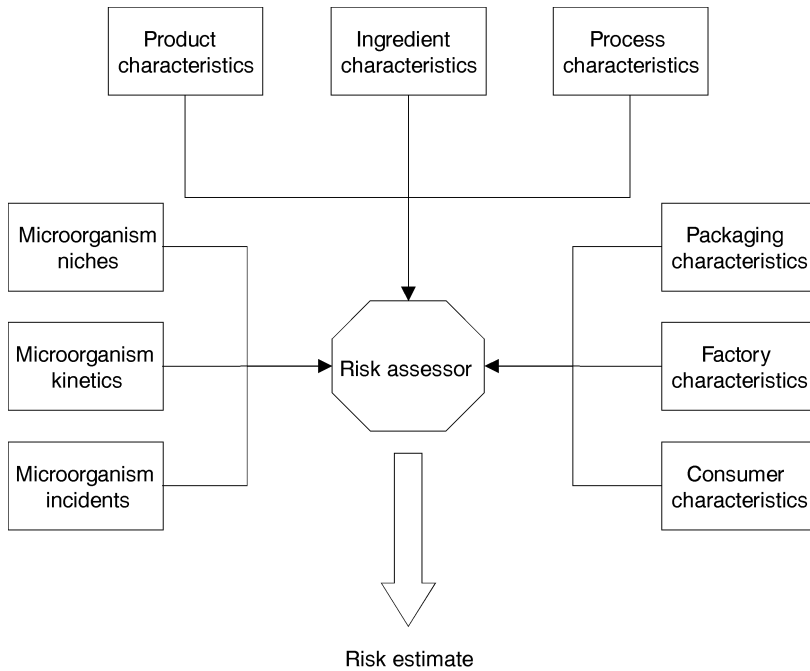 Product
characteristics
Ingredient
characteristics
Process
characteristics
Microorganism
niches
Packaging
characteristics
Microorganism
kinetics
Risk assessor
Factory
characteristics
Microorganism
incidents
Consumer
characteristics
Risk estimate